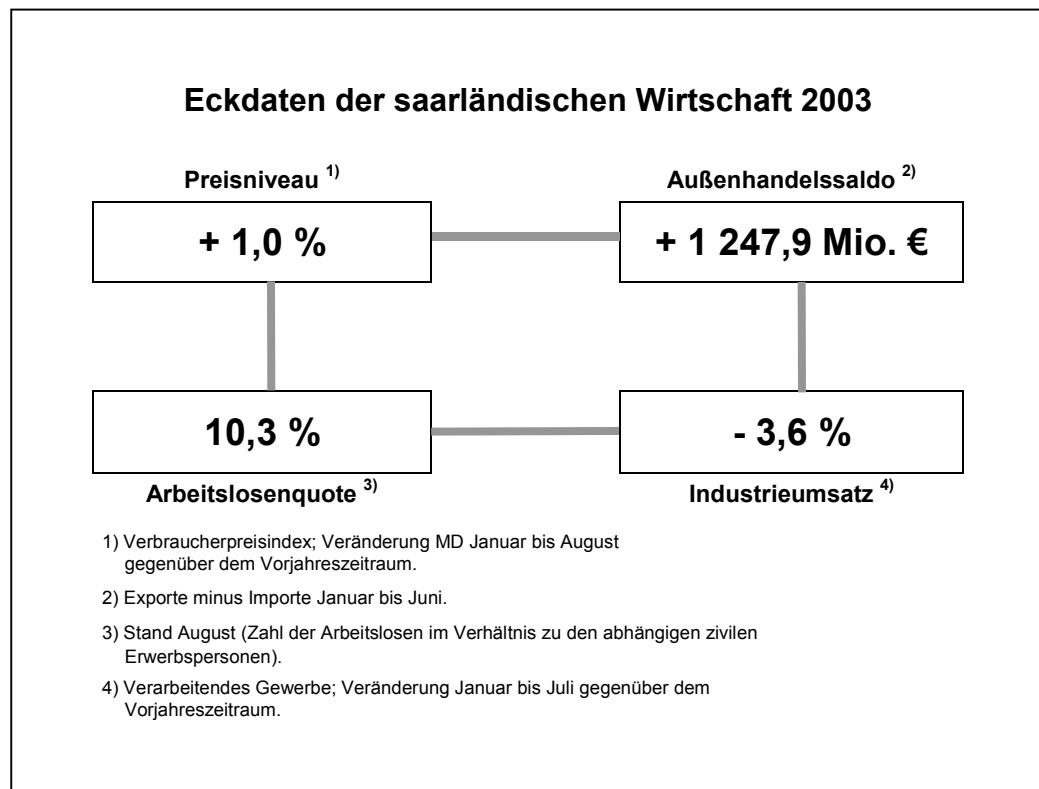 Eckdaten der saarländischen Wirtschaft 2003
Preisniveau 1)
Außenhandelssaldo 2)
+ 1,0 %
+ 1 247,9 Mio. €
10,3 %
- 3,6 %
Arbeitslosenquote 3)
Industrieumsatz 4)
1) Verbraucherpreisindex; Veränderung MD Januar bis August
gegenüber dem Vorjahreszeitraum.
2) Exporte minus Importe Januar bis Juni.
3) Stand August (Zahl der Arbeitslosen im Verhältnis zu den abhängigen zivilen
Erwerbspersonen).
4) Verarbeitendes Gewerbe; Veränderung Januar bis Juli gegenüber dem
Vorjahreszeitraum.